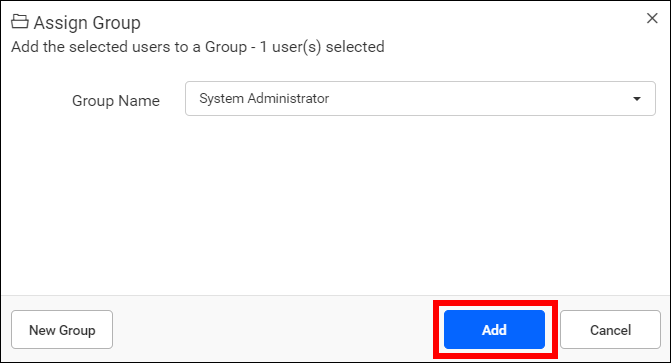 Assign Group
Add the selected users to a Group - 1 user(s) selected
Group Name System Administrator
New Group Add Cancel